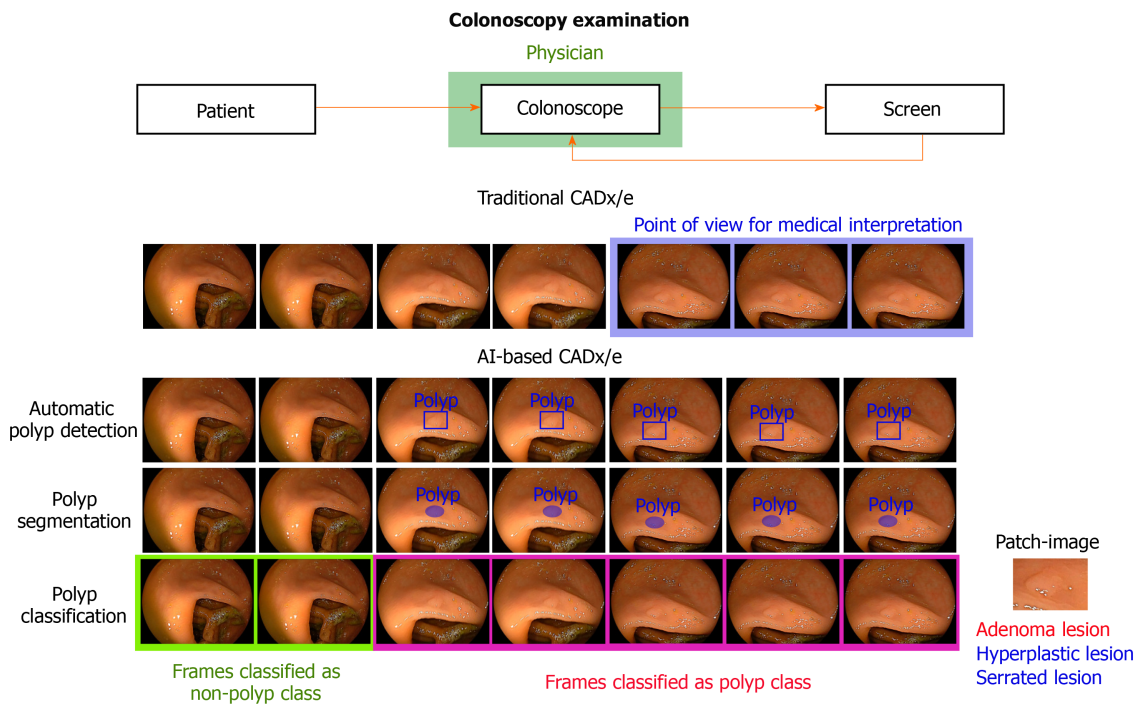 Colonoscopy examination
Physician
Patient
Colonoscope
Screen
Traditional CADx/e
Point of view for medical interpretation
AI-based CADx/e
Automatic
polyp detection
Polyp
Polyp
Polyp
Polyp
Polyp
Polyp
segmentation
Polyp
Polyp
Polyp
Polyp
Polyp
Patch-image
Polyp
classification
Adenoma lesion
Hyperplastic lesion
Serrated lesion
Frames classified as
non-polyp class
Frames classified as polyp class